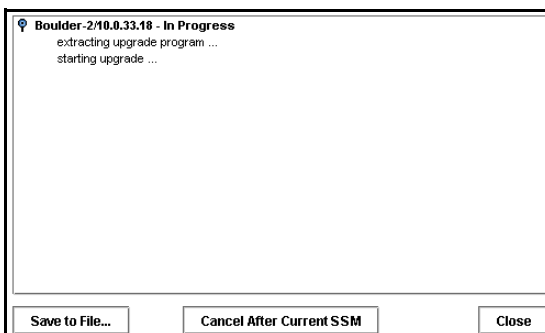 Boulder-2/10.0.33.18 - In Progress
extracting upgrade program ...
starting upgrade ...
Save to File... Cancel After Current SSM Close